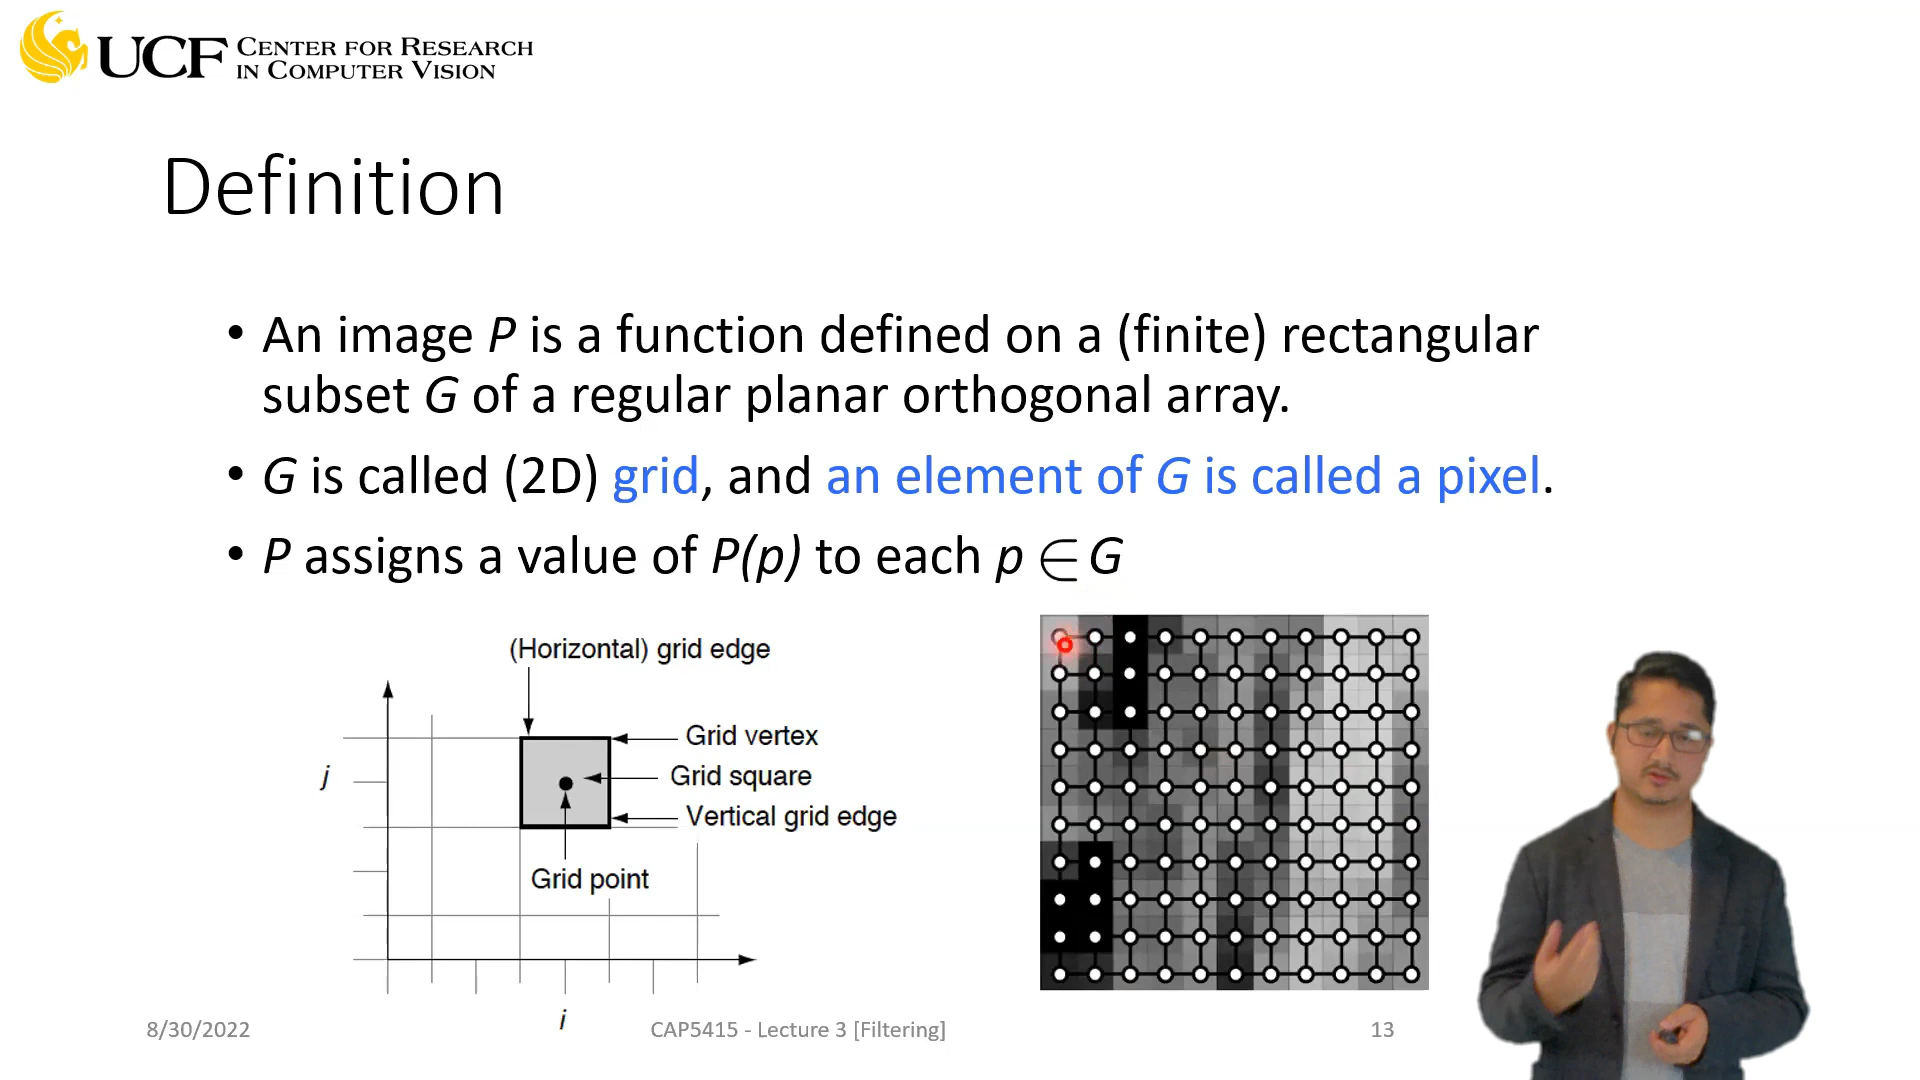 UCF CENTER FOR RESEARCH
IN COMPUTER VISION
Definition
• An image P is a function defined on a (finite) rectangular
subset G of a regular planar orthogonal array.
• G is called (2D) grid, and an element of G is called a pixel.
• P assigns a value of P(p) to each p ∈ G
(Horizontal) grid edge
Grid vertex
j
Grid square
Vertical grid edge
Grid point
i
8/30/2022
CAP5415 - Lecture 3 [Filtering]
13